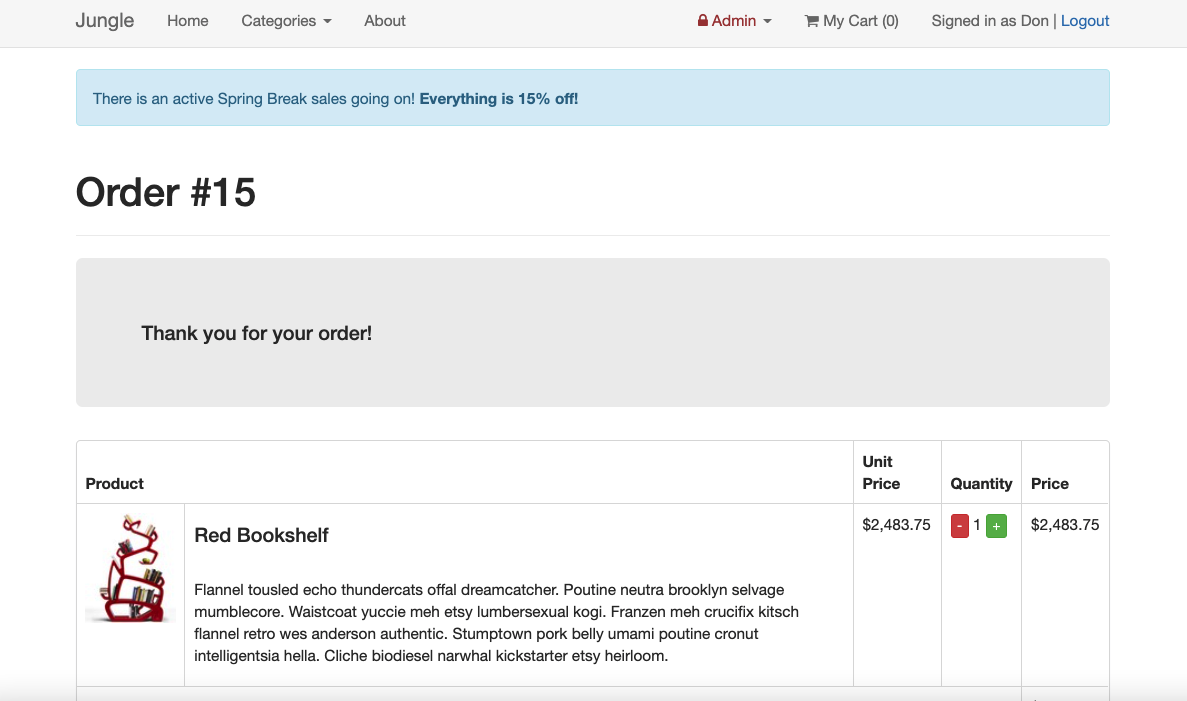 Jungle Home Categories About Admin My Cart (0) Signed in as Don | Logout
There is an active Spring Break sales going on! Everything is 15% off!
Order #15
Thank you for your order!
Product Unit Price Quantity Price
Red Bookshelf $2,483.75 - 1 + $2,483.75
Flannel tousled echo thundercats offal dreamcatcher. Poutine neutra brooklyn selvage
mumblecore. Waistcoat yuccie meh etsy lumbersexual kogi. Franzen meh crucifix kitsch
flannel retro wes anderson authentic. Stumptown pork belly umami poutine cronut
intelligentsia hella. Cliche biodiesel narwhal kickstarter etsy heirloom.